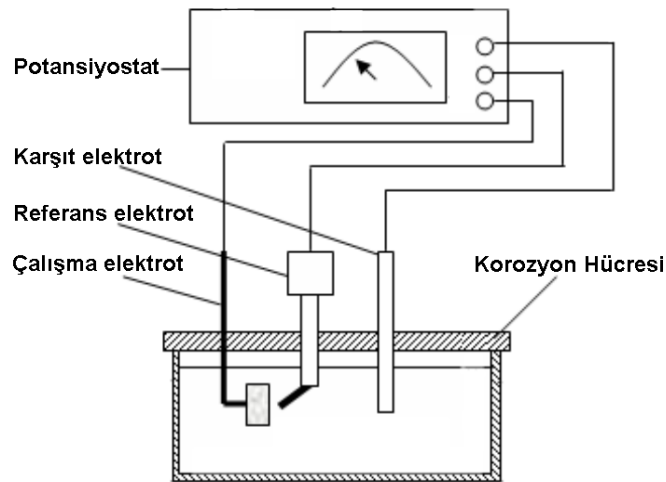 Potansiyostat
Karşıt elektrot
Referans elektrot
Çalışma elektrot
Korozyon Hücresi